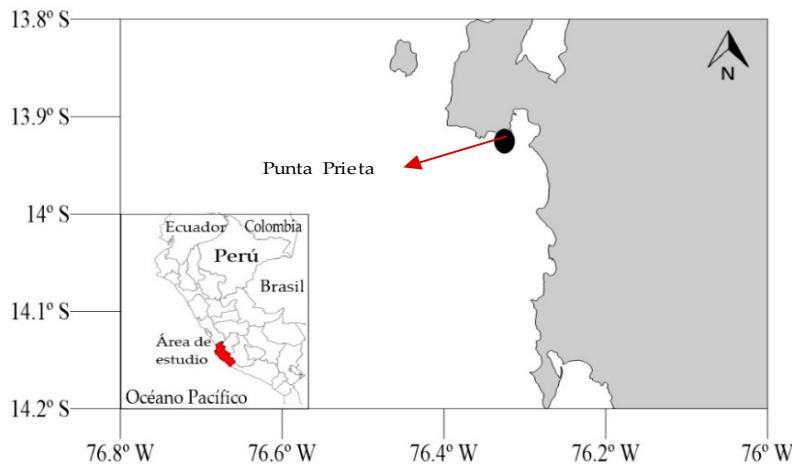 13.8º S
13.9º S
14º S
14.1º S
14.2º S
N
Punta Prieta
Ecuador
Colombia
Perú
Brasil
Área de
estudio
Océano Pacífico
76.8º W
76.6º W
76.4º W
76.2º W
76º W